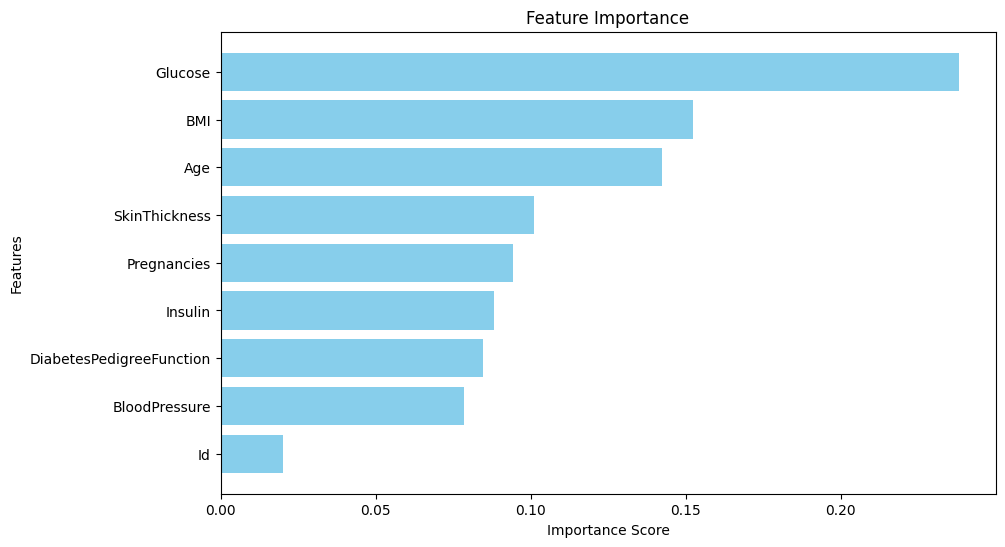 Feature Importance
Features
Glucose
BMI
Age
SkinThickness
Pregnancies
Insulin
DiabetesPedigreeFunction
BloodPressure
Id
0.00 0.05 0.10 0.15 0.20
Importance Score